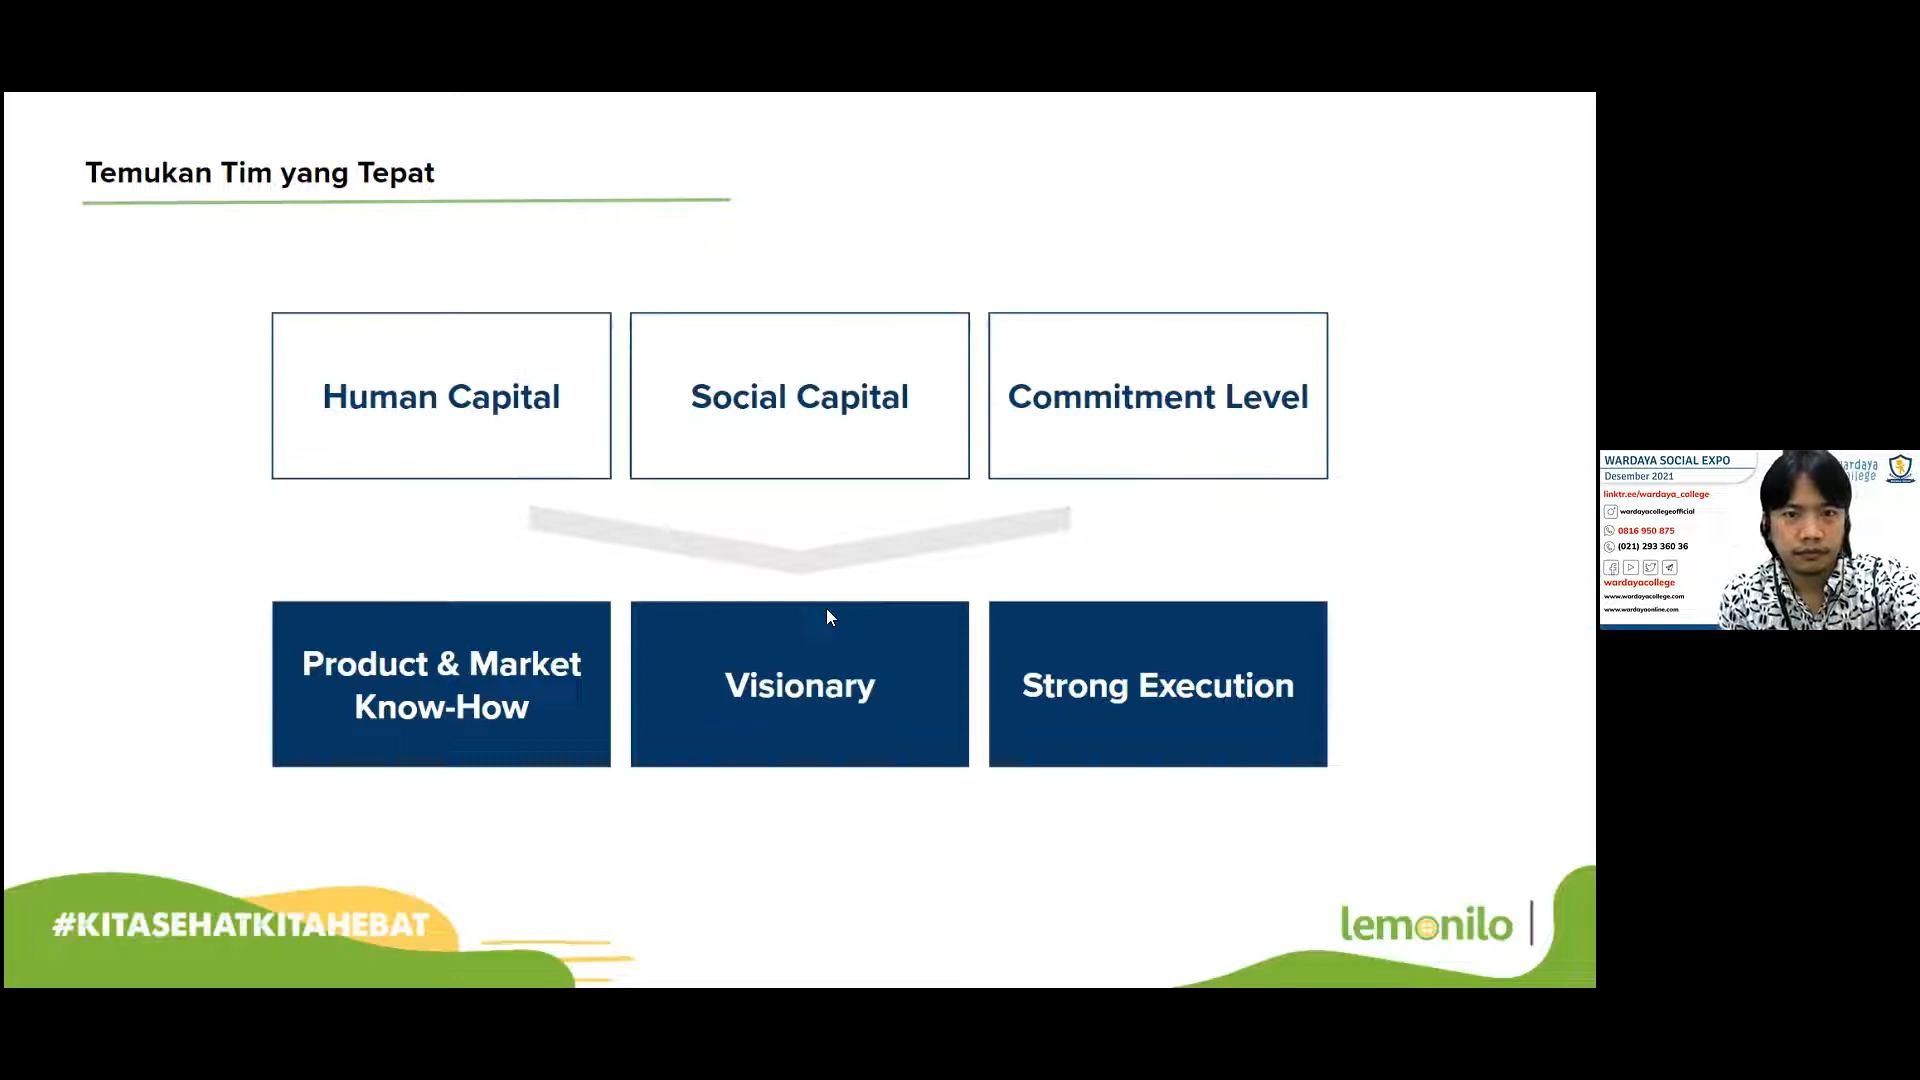 Temukan Tim yang Tepat
Human Capital
Social Capital
Commitment Level
Product & Market
Know-How
Visionary
Strong Execution
#KITASEHATKITAHEBAT
lemonilo
WARDAYA SOCIAL EXPO
Desember 2021
linktr.ee/wardaya_college
wardayacollegeofficial
0816 950 875
(021) 293 360 36
wardayacollege
www.wardayacollege.com
www.wardayaonline.com